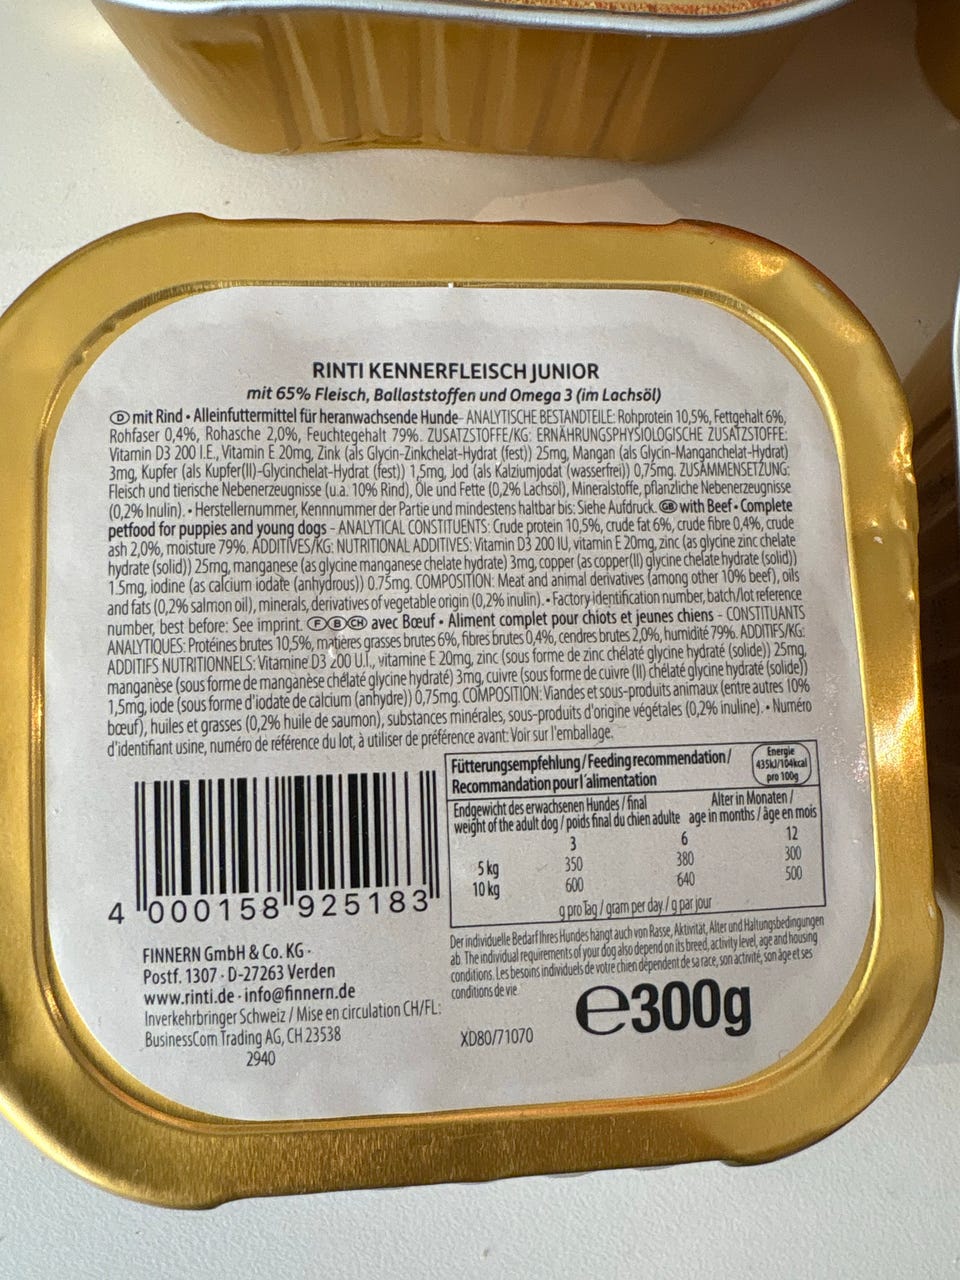 RINTI KENNERFLEISCH JUNIOR
mit 65% Fleisch, Ballaststoffen und Omega 3 (im Lachsöl)
D mit Rind • Alleinfuttermittel für heranwachsende Hunde- ANALYTISCHE BESTANDTEILE: Rohprotein 10,5%, Fettgehalt 6%,
Rohfaser 0,4%, Rohasche 2,0%, Feuchtegehalt 79%. ZUSATZSTOFFE/KG: ERNÄHRUNGSPHYSIOLOGISCHE ZUSATZSTOFFE:
Vitamin D3 200 I.E., Vitamin E 20mg, Zink (als Glycin-Zinkchelat-Hydrat (fest)) 25mg, Mangan (als Glycin-Manganchelat-Hydrat)
3mg, Kupfer (als Kupfer(II)-Glycinchelat-Hydrat (fest)) 1,5mg, Jod (als Kalziumjodat (wasserfrei)) 0,75mg. ZUSAMMENSETZUNG:
Fleisch und tierische Nebenerzeugnisse (u.a. 10% Rind), Öle und Fette (0,2% Lachsöl), Mineralstoffe, pflanzliche Nebenerzeugnisse
(0,2% Inulin). • Herstellernummer, Kennnummer der Partie und mindestens haltbar bis: Siehe Aufdruck. GB with Beef • Complete
petfood for puppies and young dogs - ANALYTICAL CONSTITUENTS: Crude protein 10,5%, crude fat 6%, crude fibre 0,4%, crude
ash 2,0%, moisture 79%. ADDITIVES/KG: NUTRITIONAL ADDITIVES: Vitamin D3 200 IU, vitamin E 20mg, zinc (as glycine zinc chelate
hydrate (solid)) 25mg, manganese (as glycine manganese chelate hydrate) 3mg, copper (as copper(II) glycine chelate hydrate (solid))
1.5mg, iodine (as calcium iodate (anhydrous)) 0.75mg. COMPOSITION: Meat and animal derivatives (among other 10% beef), oils
and fats (0,2% salmon oil), minerals, derivatives of vegetable origin (0,2% inulin). • Factory identification number, batch/lot reference
number, best before: See imprint. F B CH avec Bœuf • Aliment complet pour chiots et jeunes chiens - CONSTITUANTS
ANALYTIQUES: Protéines brutes 10,5%, matières grasses brutes 6%, fibres brutes 0,4%, cendres brutes 2,0%, humidité 79%. ADDITIFS/KG:
ADDITIFS NUTRITIONNELS: Vitamine D3 200 U.I., vitamine E 20mg, zinc (sous forme de zinc chélaté glycine hydraté (solide)) 25mg,
manganèse (sous forme de manganèse chélaté glycine hydraté) 3mg, cuivre (sous forme de cuivre (II) chélaté glycine hydraté (solide))
1,5mg, iode (sous forme d'iodate de calcium (anhydre)) 0,75mg. COMPOSITION: Viandes et sous-produits animaux (entre autres 10%
bœuf), huiles et grasses (0,2% huile de saumon), substances minérales, sous-produits d'origine végétales (0,2% inuline). • Numéro
d'identifiant usine, numéro de référence du lot, à utiliser de préférence avant: Voir sur l'emballage.
Fütterungsempfehlung/Feeding recommendation/
Recommandation pour l'alimentation
Energie
435kJ/104kcal
pro 100g
Endgewicht des erwachsenen Hundes / final
weight of the adult dog / poids final du chien adulte
Alter in Monaten /
age in months / âge en mois
3 6 12
5 kg 350 380 300
10 kg 600 640 500
g pro Tag / gram per day / g par jour
Der individuelle Bedarf Ihres Hundes hängt auch von Rasse, Aktivität, Alter und Haltungsbedingungen
ab. The individual requirements of your dog also depend on its breed, activity level, age and housing
conditions. Les besoins individuels de votre chien dépendent de sa race, son activité, son âge et ses
conditions de vie.
4 000158 925183
FINNERN GmbH & Co. KG ·
Postf. 1307 · D-27263 Verden
www.rinti.de · info@finnern.de
Inverkehrbringer Schweiz / Mise en circulation CH/FL:
BusinessCom Trading AG, CH 23538
2940
XD80/71070
℮300g